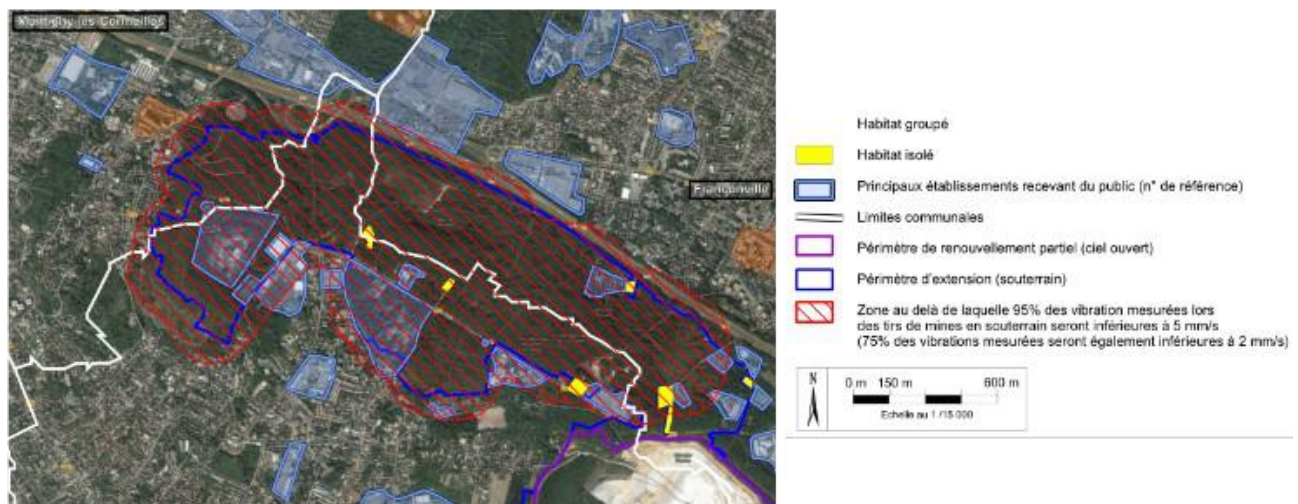 Montigny-lès-Cormeilles
Franconville
Habitat groupé
Habitat isolé
Principaux établissements recevant du public (n° de référence)
Limites communales
Périmètre de renouvellement partiel (ciel ouvert)
Périmètre d'extension (souterrain)
Zone au delà de laquelle 95% des vibration mesurées lors
des tirs de mines en souterrain seront inférieures à 5 mm/s
(75% des vibrations mesurées seront également inférieures à 2 mm/s)
N
0 m 150 m 600 m
Echelle au 1 /15 000